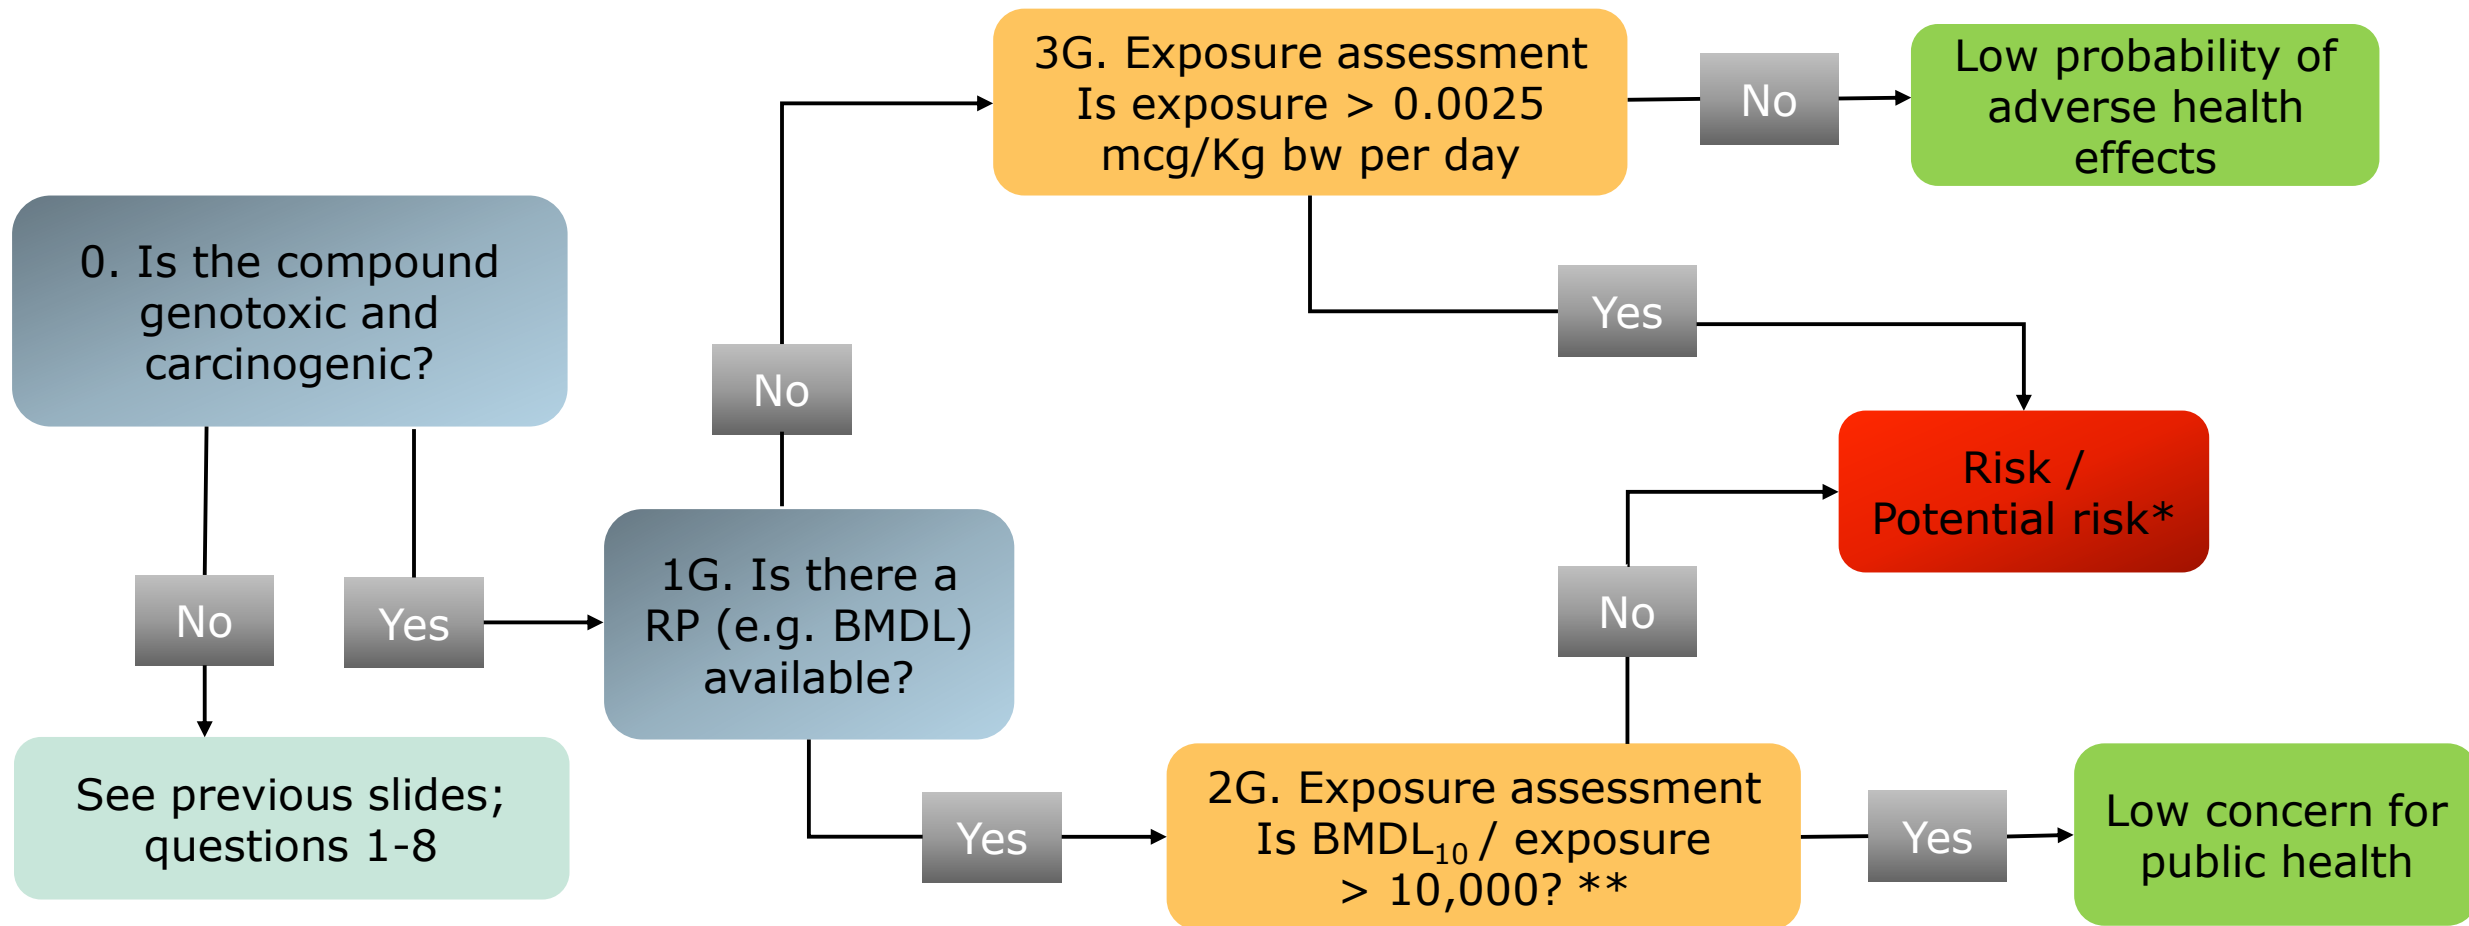 0. Is the compound
genotoxic and
carcinogenic?
No
Yes
See previous slides;
questions 1-8
1G. Is there a
RP (e.g. BMDL)
available?
No
Yes
3G. Exposure assessment
Is exposure > 0.0025
mcg/Kg bw per day
No
Low probability of
adverse health
effects
Yes
Risk /
Potential risk*
2G. Exposure assessment
Is BMDL₁₀ / exposure
> 10,000? **
No
Yes
Low concern for
public health